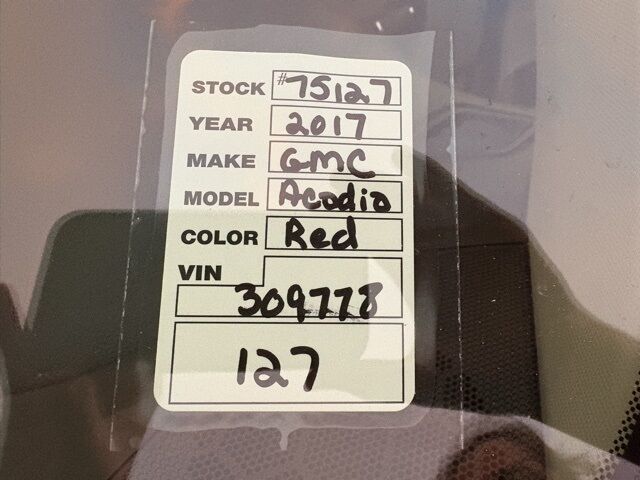 STOCK #75127
YEAR 2017
MAKE GMC
MODEL Acadia
COLOR Red
VIN
309778
127